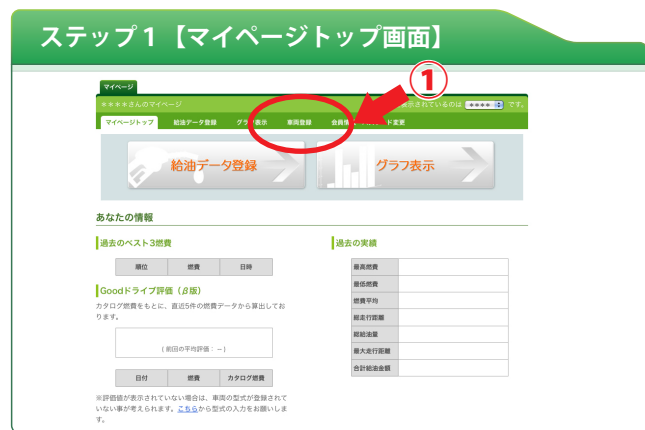 ステップ1【マイページトップ画面】
①
マイページ
＊＊＊＊さんのマイページ
表示されているのは ＊＊＊＊ です。
マイページトップ 給油データ登録 グラフ表示 車両登録 会員情 ド変更
給油データ登録
グラフ表示
あなたの情報
過去のベスト3燃費
順位 燃費 日時
Goodドライブ評価（β版）
カタログ燃費をもとに、直近5件の燃費データから算出してお
ります。
( 前回の平均評価： － )
日付 燃費 カタログ燃費
※評価値が表示されていない場合は、車両の型式が登録されて
いない事が考えられます。こちらから型式の入力をお願いしま
す。
過去の実績
最高燃費
最低燃費
燃費平均
総走行距離
総給油量
最大走行距離
合計給油金額